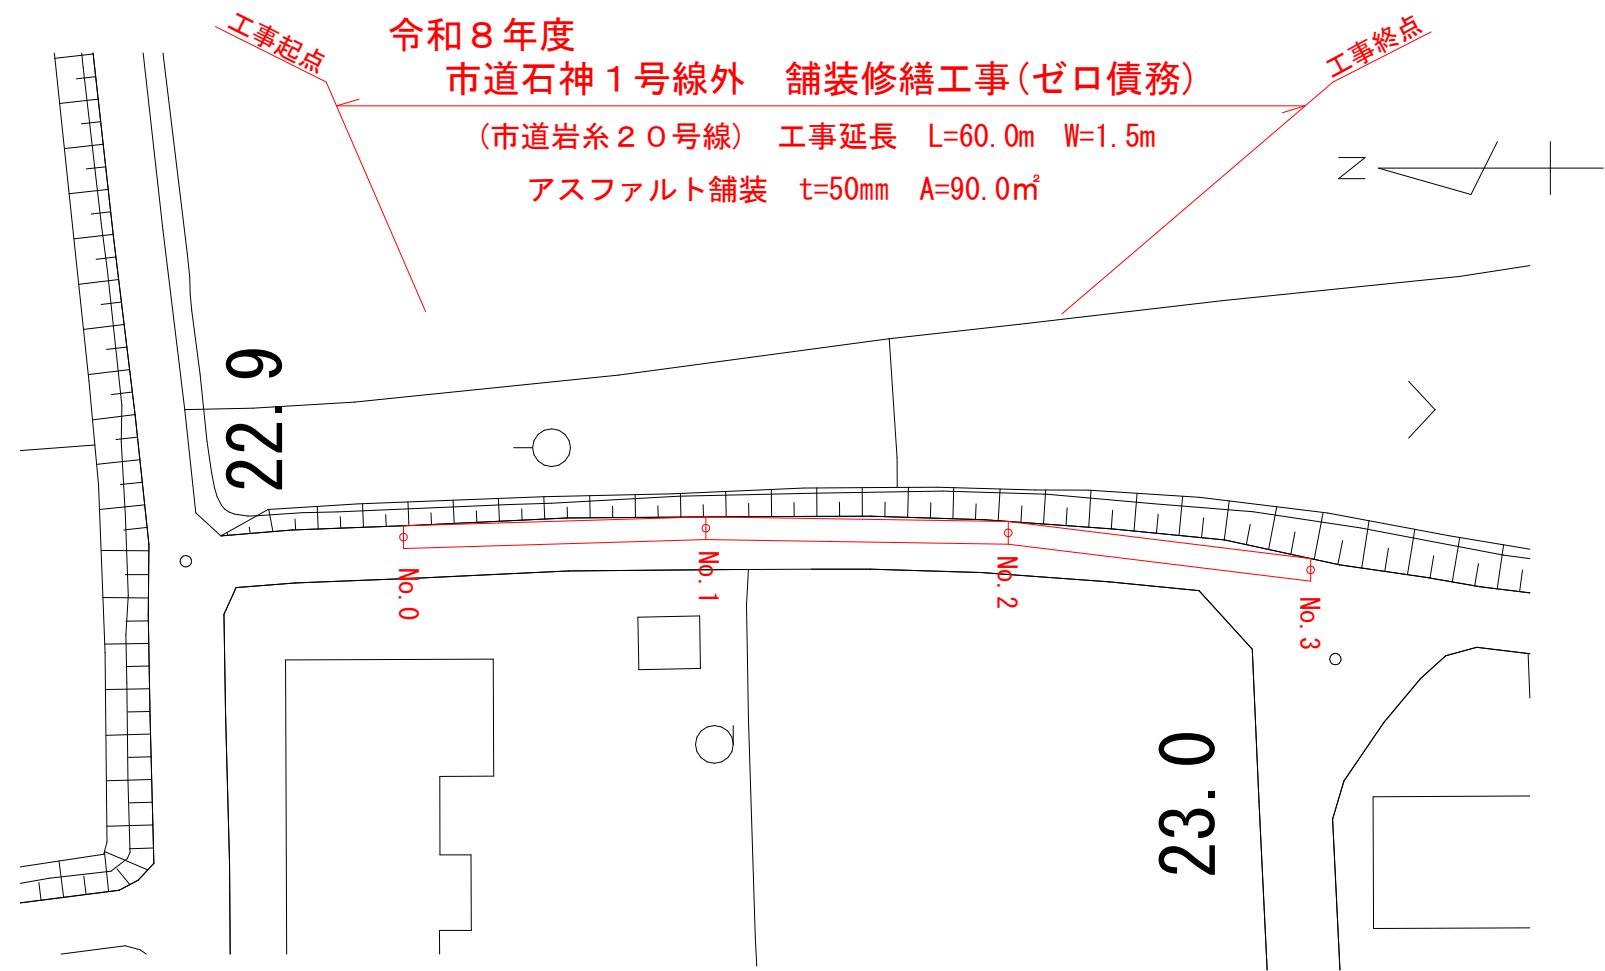 令和８年度
工事起点
工事終点
市道石神１号線外　舗装修繕工事(ゼロ債務)
(市道岩糸２０号線)　工事延長　L=60.0m　W=1.5m
アスファルト舗装　t=50mm　A=90.0㎡
N
22.9
No.0
No.1
No.2
No.3
23.0